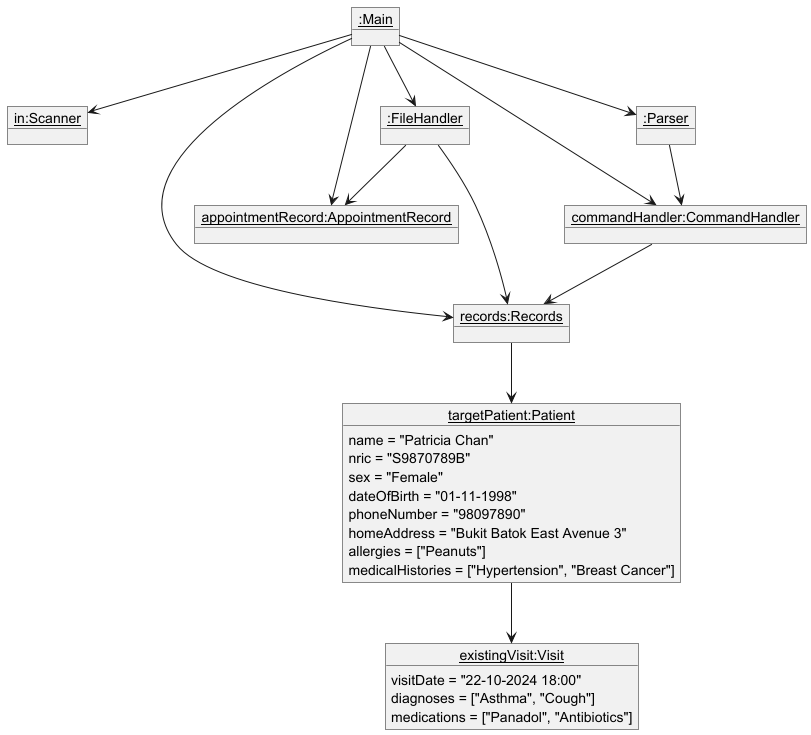 :Main
in:Scanner
:FileHandler
:Parser
appointmentRecord:AppointmentRecord
commandHandler:CommandHandler
records:Records
targetPatient:Patient
name = "Patricia Chan"
nric = "S9870789B"
sex = "Female"
dateOfBirth = "01-11-1998"
phoneNumber = "98097890"
homeAddress = "Bukit Batok East Avenue 3"
allergies = ["Peanuts"]
medicalHistories = ["Hypertension", "Breast Cancer"]
existingVisit:Visit
visitDate = "22-10-2024 18:00"
diagnoses = ["Asthma", "Cough"]
medications = ["Panadol", "Antibiotics"]